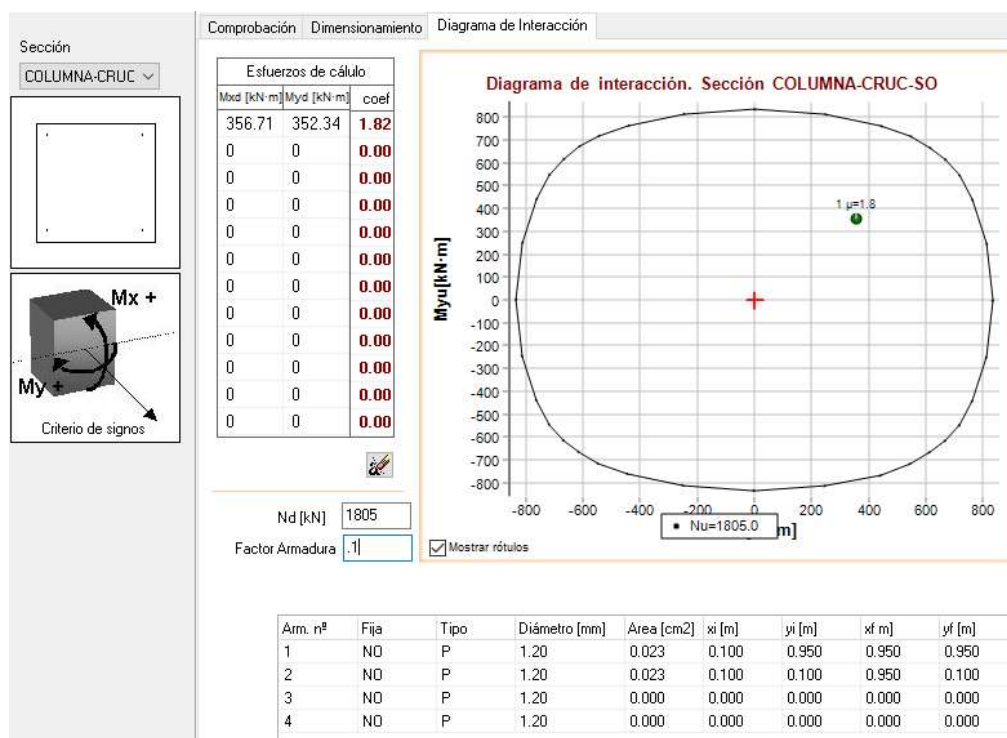 Comprobación Dimensionamiento Diagrama de Interacción
Sección
COLUMNA-CRUC
Mx +
My +
Criterio de signos
Esfuerzos de cálulo
Mxd [kN·m] Myd [kN·m] coef
356.71 352.34 1.82
0 0 0.00
0 0 0.00
0 0 0.00
0 0 0.00
0 0 0.00
0 0 0.00
0 0 0.00
0 0 0.00
0 0 0.00
0 0 0.00
0 0 0.00
Nd [kN] 1805
Factor Armadura .1
Diagrama de interacción. Sección COLUMNA-CRUC-SO
Myu[kN·m]
800
700
600
500
400
300
200
100
0
-100
-200
-300
-400
-500
-600
-700
-800
1 µ=1.8
-800 -600 -400 -200 0 200 400 600 800
Nu=1805.0
m]
Mostrar rótulos
Arm. nº Fija Tipo Diámetro [mm] Area [cm2] xi [m] yi [m] xf m] yf [m]
1 NO P 1.20 0.023 0.100 0.950 0.950 0.950
2 NO P 1.20 0.023 0.100 0.100 0.950 0.100
3 NO P 1.20 0.000 0.000 0.000 0.000 0.000
4 NO P 1.20 0.000 0.000 0.000 0.000 0.000